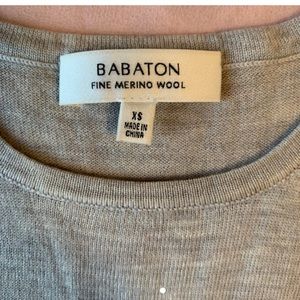 BABATON
FINE MERINO WOOL
XS
MADE IN
CHINA